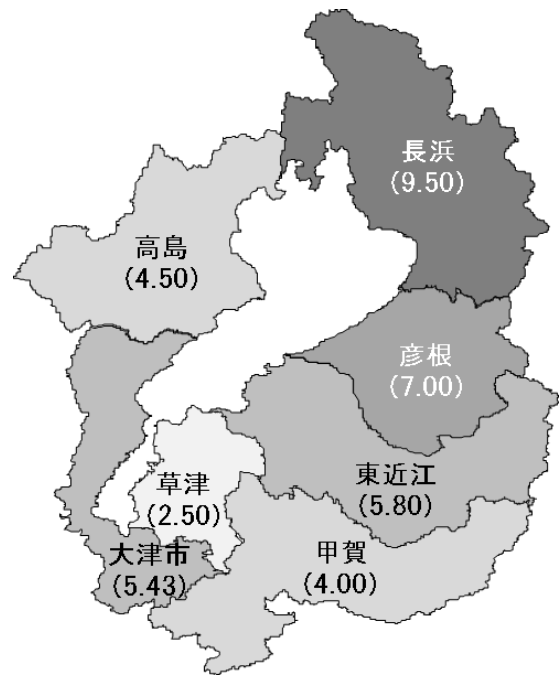 長浜
(9.50)
高島
(4.50)
彦根
(7.00)
東近江
(5.80)
草津
(2.50)
大津市
(5.43)
甲賀
(4.00)